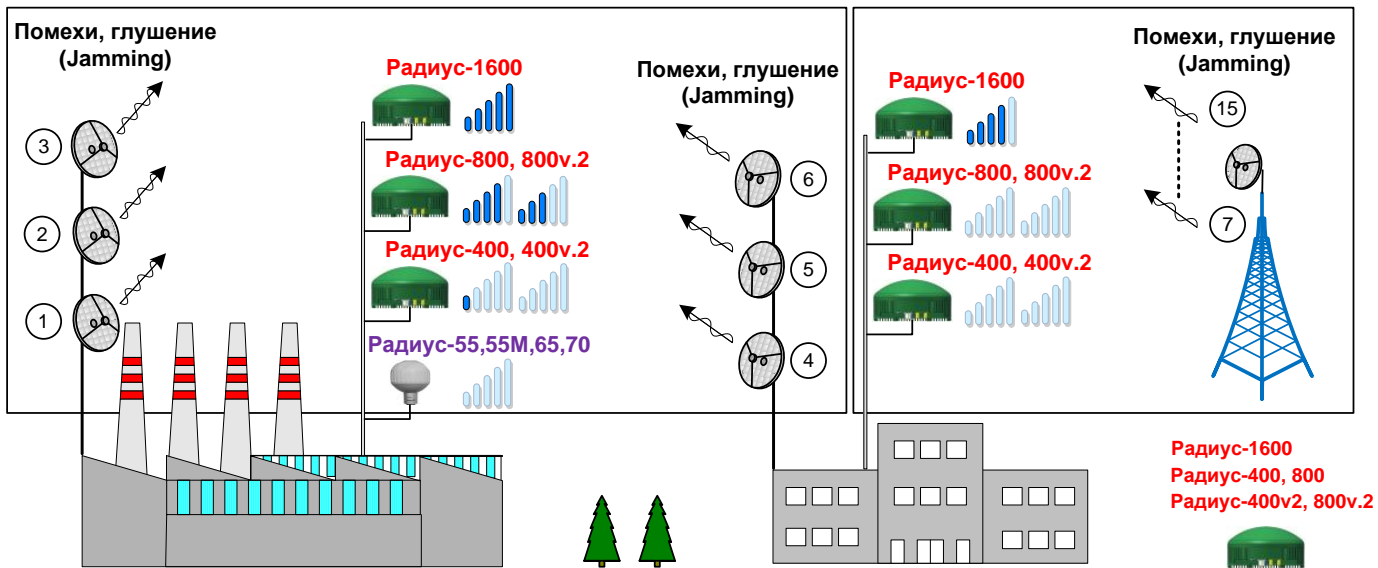 Помехи, глушение
(Jamming)
3
2
1
Радиус-1600
Радиус-800, 800v.2
Радиус-400, 400v.2
Радиус-55,55М,65,70
Помехи, глушение
(Jamming)
6
5
4
Радиус-1600
Радиус-800, 800v.2
Радиус-400, 400v.2
Помехи, глушение
(Jamming)
15
7
Радиус-1600
Радиус-400, 800
Радиус-400v2, 800v.2